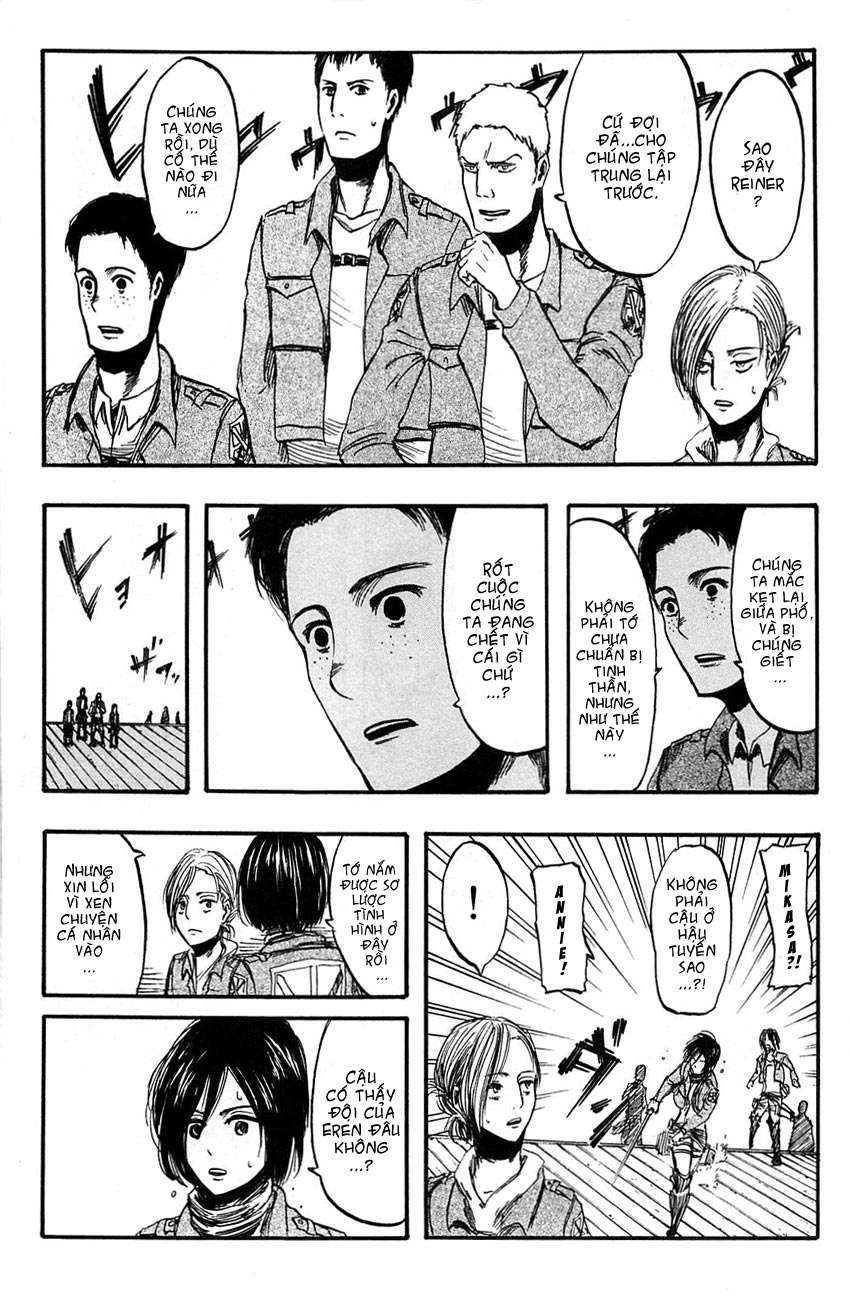 SAO
ĐÂY
REINER
?
CỨ ĐỢI
ĐÃ...CHO
CHÚNG TẬP
TRUNG LẠI
TRƯỚC.
CHÚNG
TA XONG
RỒI, DÙ
CÓ THẾ
NÀO ĐI
NỮA
...
CHÚNG
TA MẮC
KẸT LẠI
GIỮA PHỐ,
VÀ BỊ
CHÚNG
GIẾT
...
KHÔNG
PHẢI TỚ
CHƯA
CHUẨN BỊ
TINH
THẦN,
NHƯNG
NHƯ THẾ
NÀY
...
RỐT
CUỘC
CHÚNG
TA ĐANG
CHẾT VÌ
CÁI GÌ
CHỨ
...?
MIKASA?!
KHÔNG
PHẢI
CẬU Ở
HẬU
TUYẾN
SAO
...?!
ANNIE!
!
TỚ NẮM
ĐƯỢC SƠ
LƯỢC
TÌNH
HÌNH Ở
ĐÂY RỒI
...
NHƯNG
XIN LỖI
VÌ XEN
CHUYỆN
CÁ NHÂN
VÀO
...
CẬU
CÓ THẤY
ĐỘI CỦA
EREN ĐÂU
KHÔNG
...?